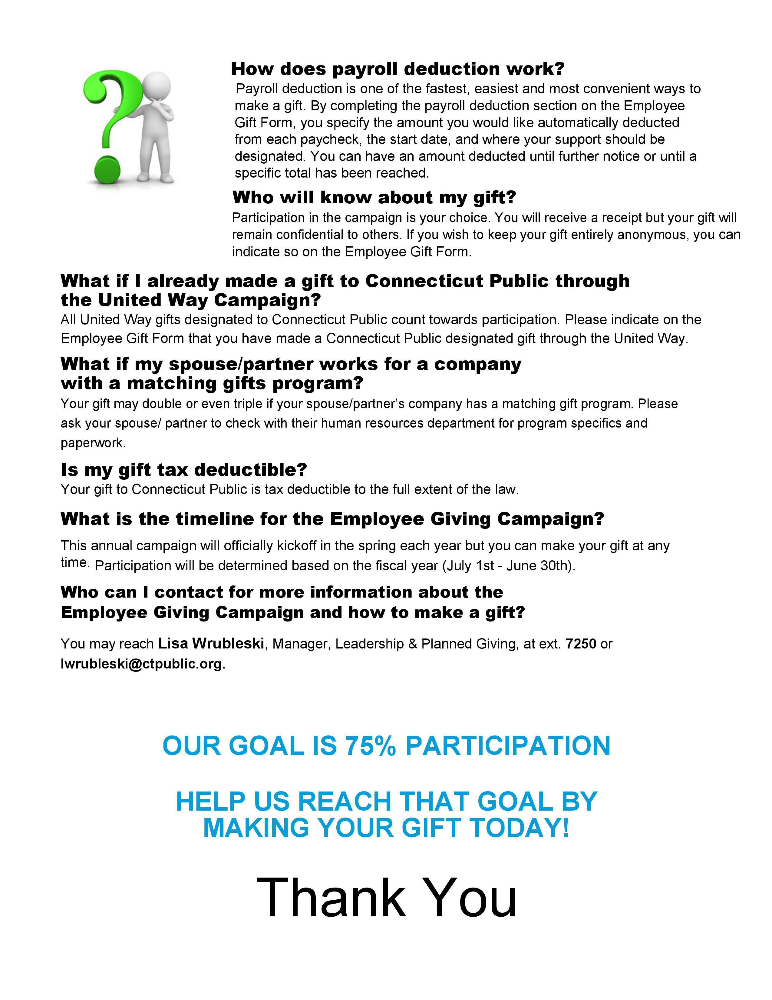 How does payroll deduction work?
Payroll deduction is one of the fastest, easiest and most convenient ways to
make a gift. By completing the payroll deduction section on the Employee
Gift Form, you specify the amount you would like automatically deducted
from each paycheck, the start date, and where your support should be
designated. You can have an amount deducted until further notice or until a
specific total has been reached.
Who will know about my gift?
Participation in the campaign is your choice. You will receive a receipt but your gift will
remain confidential to others. If you wish to keep your gift entirely anonymous, you can
indicate so on the Employee Gift Form.
What if I already made a gift to Connecticut Public through
the United Way Campaign?
All United Way gifts designated to Connecticut Public count towards participation. Please indicate on the
Employee Gift Form that you have made a Connecticut Public designated gift through the United Way.
What if my spouse/partner works for a company
with a matching gifts program?
Your gift may double or even triple if your spouse/partner’s company has a matching gift program. Please
ask your spouse/ partner to check with their human resources department for program specifics and
paperwork.
Is my gift tax deductible?
Your gift to Connecticut Public is tax deductible to the full extent of the law.
What is the timeline for the Employee Giving Campaign?
This annual campaign will officially kickoff in the spring each year but you can make your gift at any
time. Participation will be determined based on the fiscal year (July 1st - June 30th).
Who can I contact for more information about the
Employee Giving Campaign and how to make a gift?
You may reach Lisa Wrubleski, Manager, Leadership & Planned Giving, at ext. 7250 or
lwrubleski@ctpublic.org.
OUR GOAL IS 75% PARTICIPATION
HELP US REACH THAT GOAL BY
MAKING YOUR GIFT TODAY!
Thank You